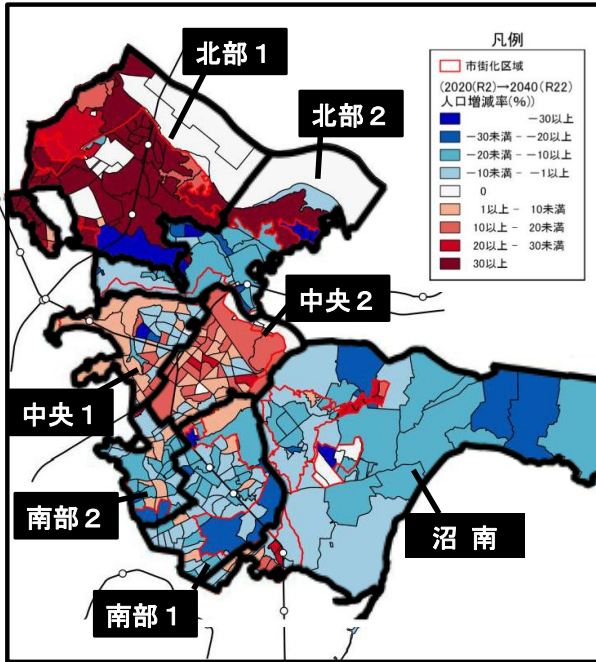 北部１
北部２
中央２
中央１
南部２
南部１
沼 南
凡例
市街化区域
(2020(R2)→2040(R22)
人口増減率(%))
−30以上
−30未満 − −20以上
−20未満 − −10以上
−10未満 − −1以上
0
1以上 − 10未満
10以上 − 20未満
20以上 − 30未満
30以上